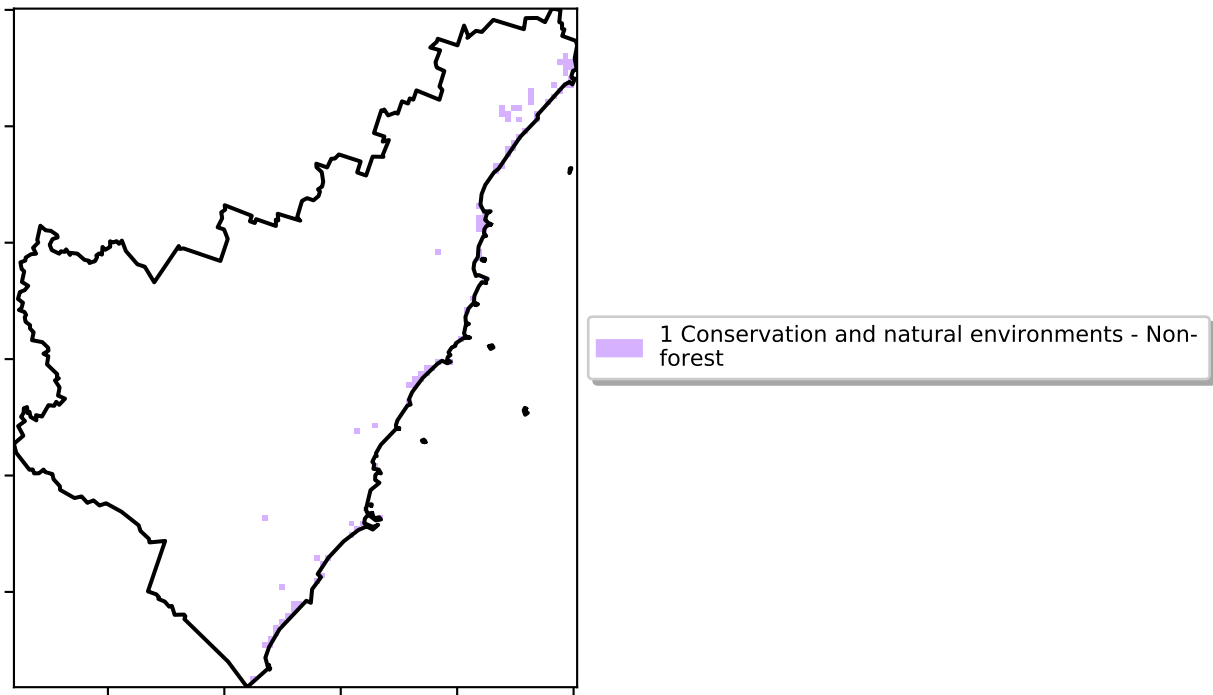 1 Conservation and natural environments - Non-
forest